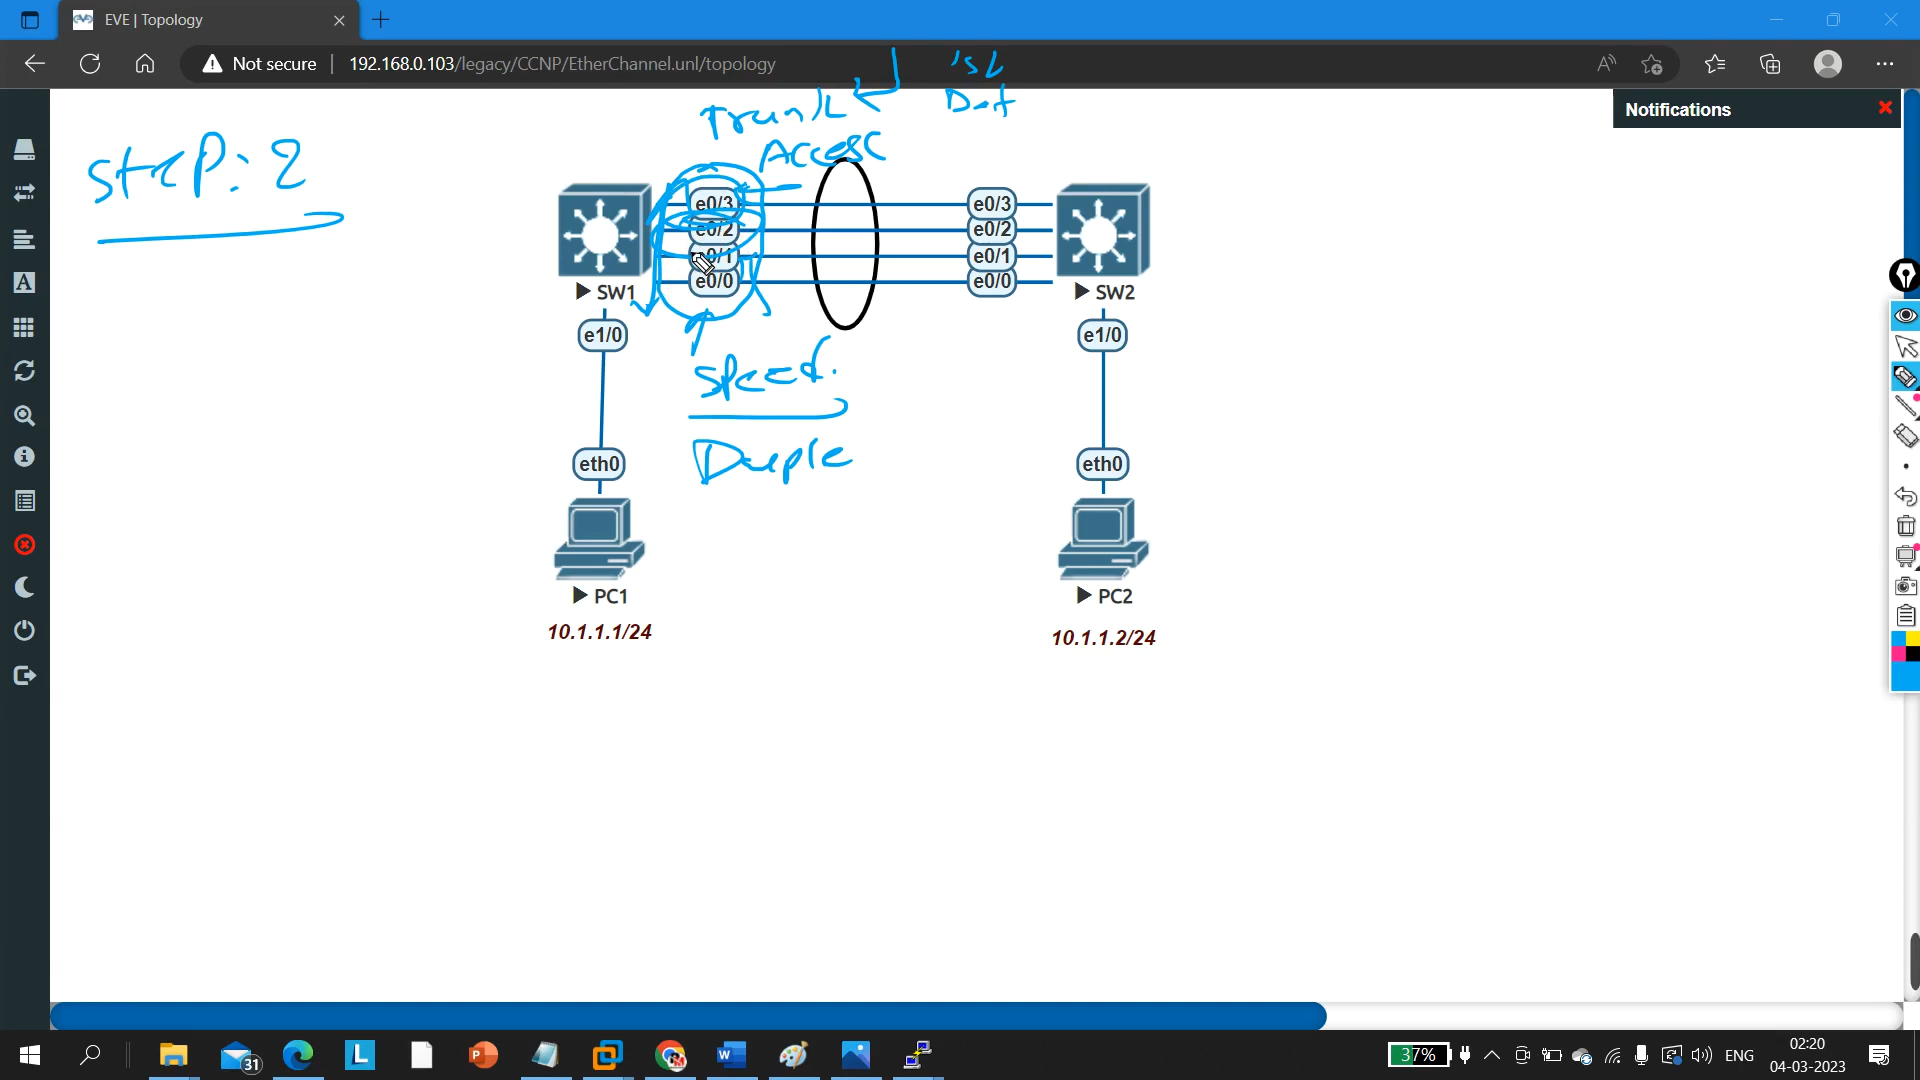 EVE | Topology
Not secure
192.168.0.103/legacy/CCNP/EtherChannel.unl/topology
isl
Dot
Trunk
Access
Notifications
Step: 2
e0/3
e0/2
e0/1
e0/0
e0/3
e0/2
e0/1
e0/0
SW1
SW2
e1/0
e1/0
Speed.
Duple
eth0
eth0
PC1
PC2
10.1.1.1/24
10.1.1.2/24
31
37%
ENG
02:20
04-03-2023